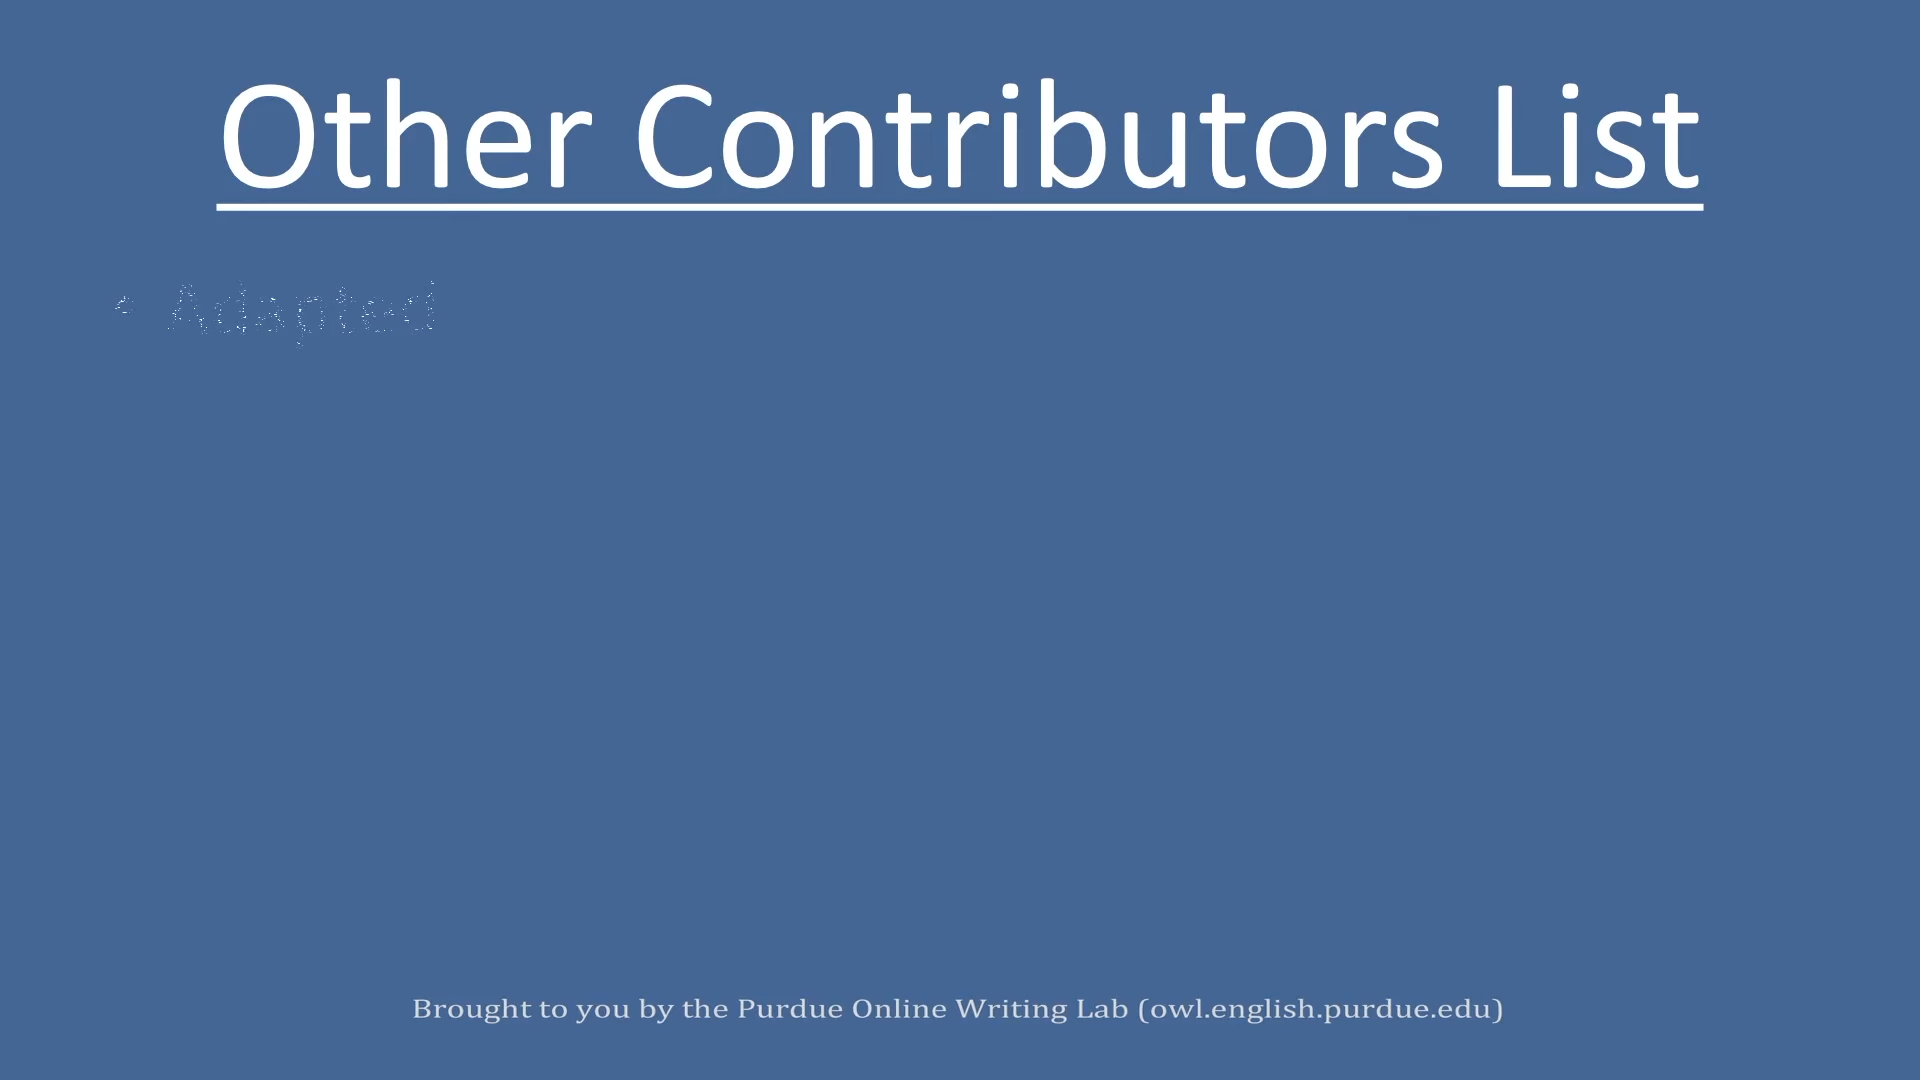 Other Contributors List
• Adapted
Brought to you by the Purdue Online Writing Lab (owl.english.purdue.edu)